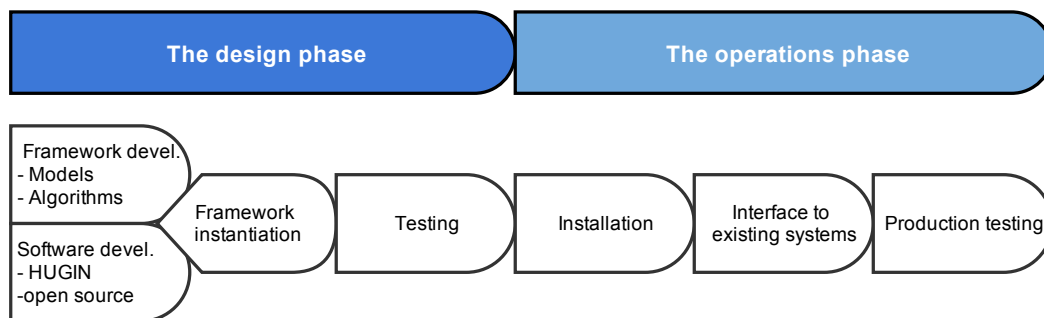 The design phase
The operations phase
Framework devel.
- Models
- Algorithms
Software devel.
- HUGIN
-open source
Framework
instantiation
Testing
Installation
Interface to
existing systems
Production testing